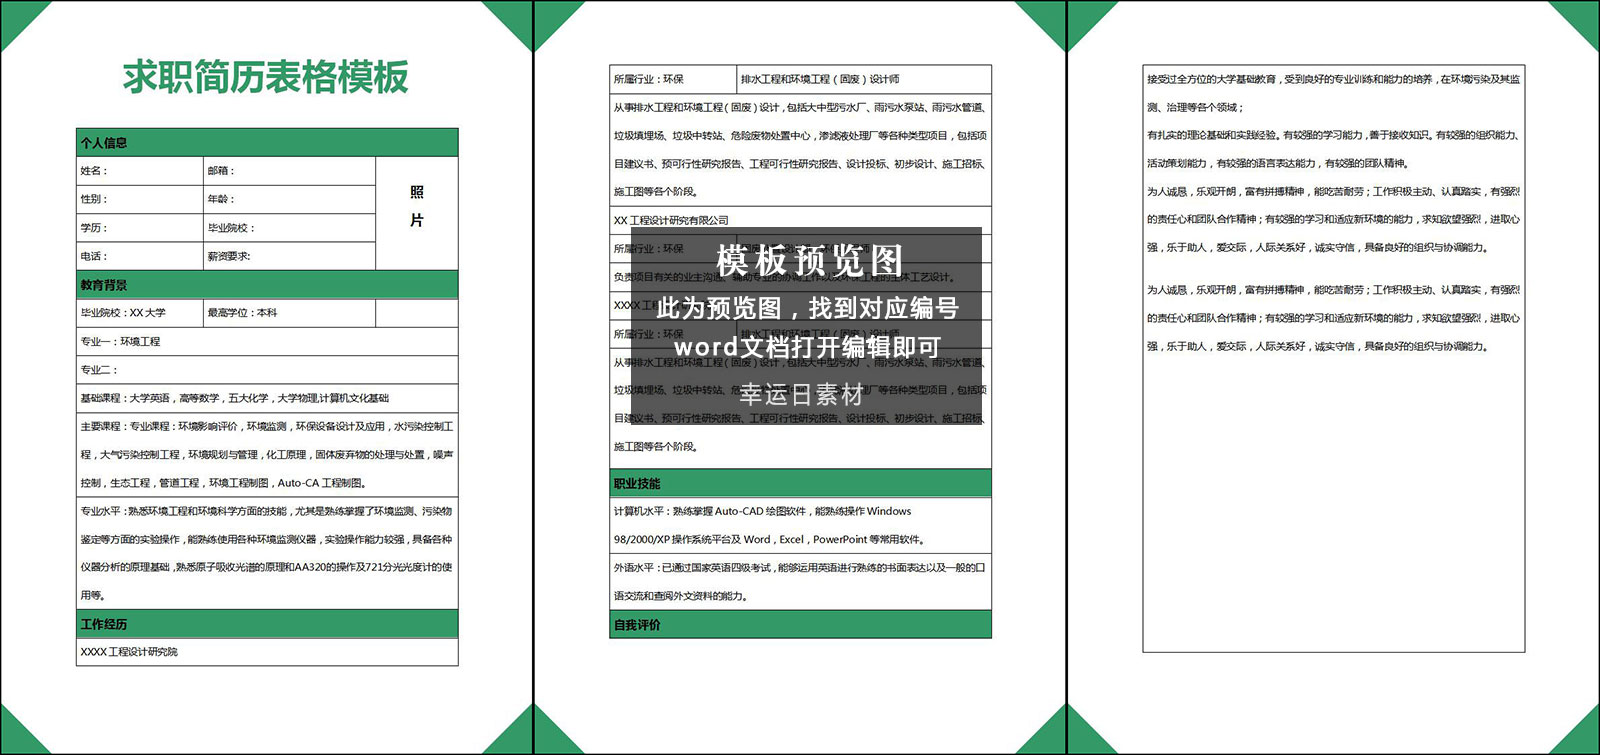 求职简历表格模板
个人信息
姓名：
邮箱：
照
片
性别：
年龄：
学历：
毕业院校：
电话：
薪资要求:
教育背景
毕业院校：XX 大学
最高学位：本科
专业一：环境工程
专业二：
基础课程：大学英语，高等数学，五大化学，大学物理,计算机文化基础
主要课程：专业课程：环境影响评价，环境监测，环保设备设计及应用，水污染控制工
程，大气污染控制工程，环境规划与管理，化工原理，固体废弃物的处理与处置，噪声
控制，生态工程，管道工程，环境工程制图，Auto-CA 工程制图。
专业水平：熟悉环境工程和环境科学方面的技能，尤其是熟练掌握了环境监测、污染物
鉴定等方面的实验操作，能熟练使用各种环境监测仪器，实验操作能力较强，具备各种
仪器分析的原理基础，熟悉原子吸收光谱的原理和AA320的操作及721分光光度计的使
用等。
工作经历
XXXX 工程设计研究院
所属行业：环保
排水工程和环境工程（固废）设计师
从事排水工程和环境工程（固废）设计，包括大中型污水厂、雨污水泵站、雨污水管道、
垃圾填埋场、垃圾中转站、危险废物处置中心，渗滤液处理厂等各种类型项目，包括项
目建议书、预可行性研究报告、工程可行性研究报告、设计投标、初步设计、施工招标、
施工图等各个阶段。
XX 工程设计研究有限公司
所属行业：环保
负责项目有关的业主沟通、辅助专业的协调工作以及环保工程的主体工艺设计。
XXXX 工程
所属行业：环保
排水工程和环境工程（固废）设计师
从事排水工程和环境工程（固废）设计，包括大中型污水厂、雨污水泵站、雨污水管道、
垃圾填埋场、垃圾中转站、危 理厂等各种类型项目，包括项
目建议书、预可行性研究报告、工程可行性研究报告、设计投标、初步设计、施工招标、
施工图等各个阶段。
模板预览图
此为预览图，找到对应编号
word文档打开编辑即可
幸运日素材
职业技能
计算机水平：熟练掌握 Auto-CAD 绘图软件，能熟练操作 Windows
98/2000/XP 操作系统平台及 Word，Excel，PowerPoint 等常用软件。
外语水平：已通过国家英语四级考试，能够运用英语进行熟练的书面表达以及一般的口
语交流和查阅外文资料的能力。
自我评价
接受过全方位的大学基础教育，受到良好的专业训练和能力的培养，在环境污染及其监
测、治理等各个领域；
有扎实的理论基础和实践经验。有较强的学习能力，善于接收知识。有较强的组织能力、
活动策划能力，有较强的语言表达能力，有较强的团队精神。
为人诚恳，乐观开朗，富有拼搏精神，能吃苦耐劳；工作积极主动、认真踏实，有强烈
的责任心和团队合作精神；有较强的学习和适应新环境的能力，求知欲望强烈，进取心
强，乐于助人，爱交际，人际关系好，诚实守信，具备良好的组织与协调能力。
为人诚恳，乐观开朗，富有拼搏精神，能吃苦耐劳；工作积极主动、认真踏实，有强烈
的责任心和团队合作精神；有较强的学习和适应新环境的能力，求知欲望强烈，进取心
强，乐于助人，爱交际，人际关系好，诚实守信，具备良好的组织与协调能力。